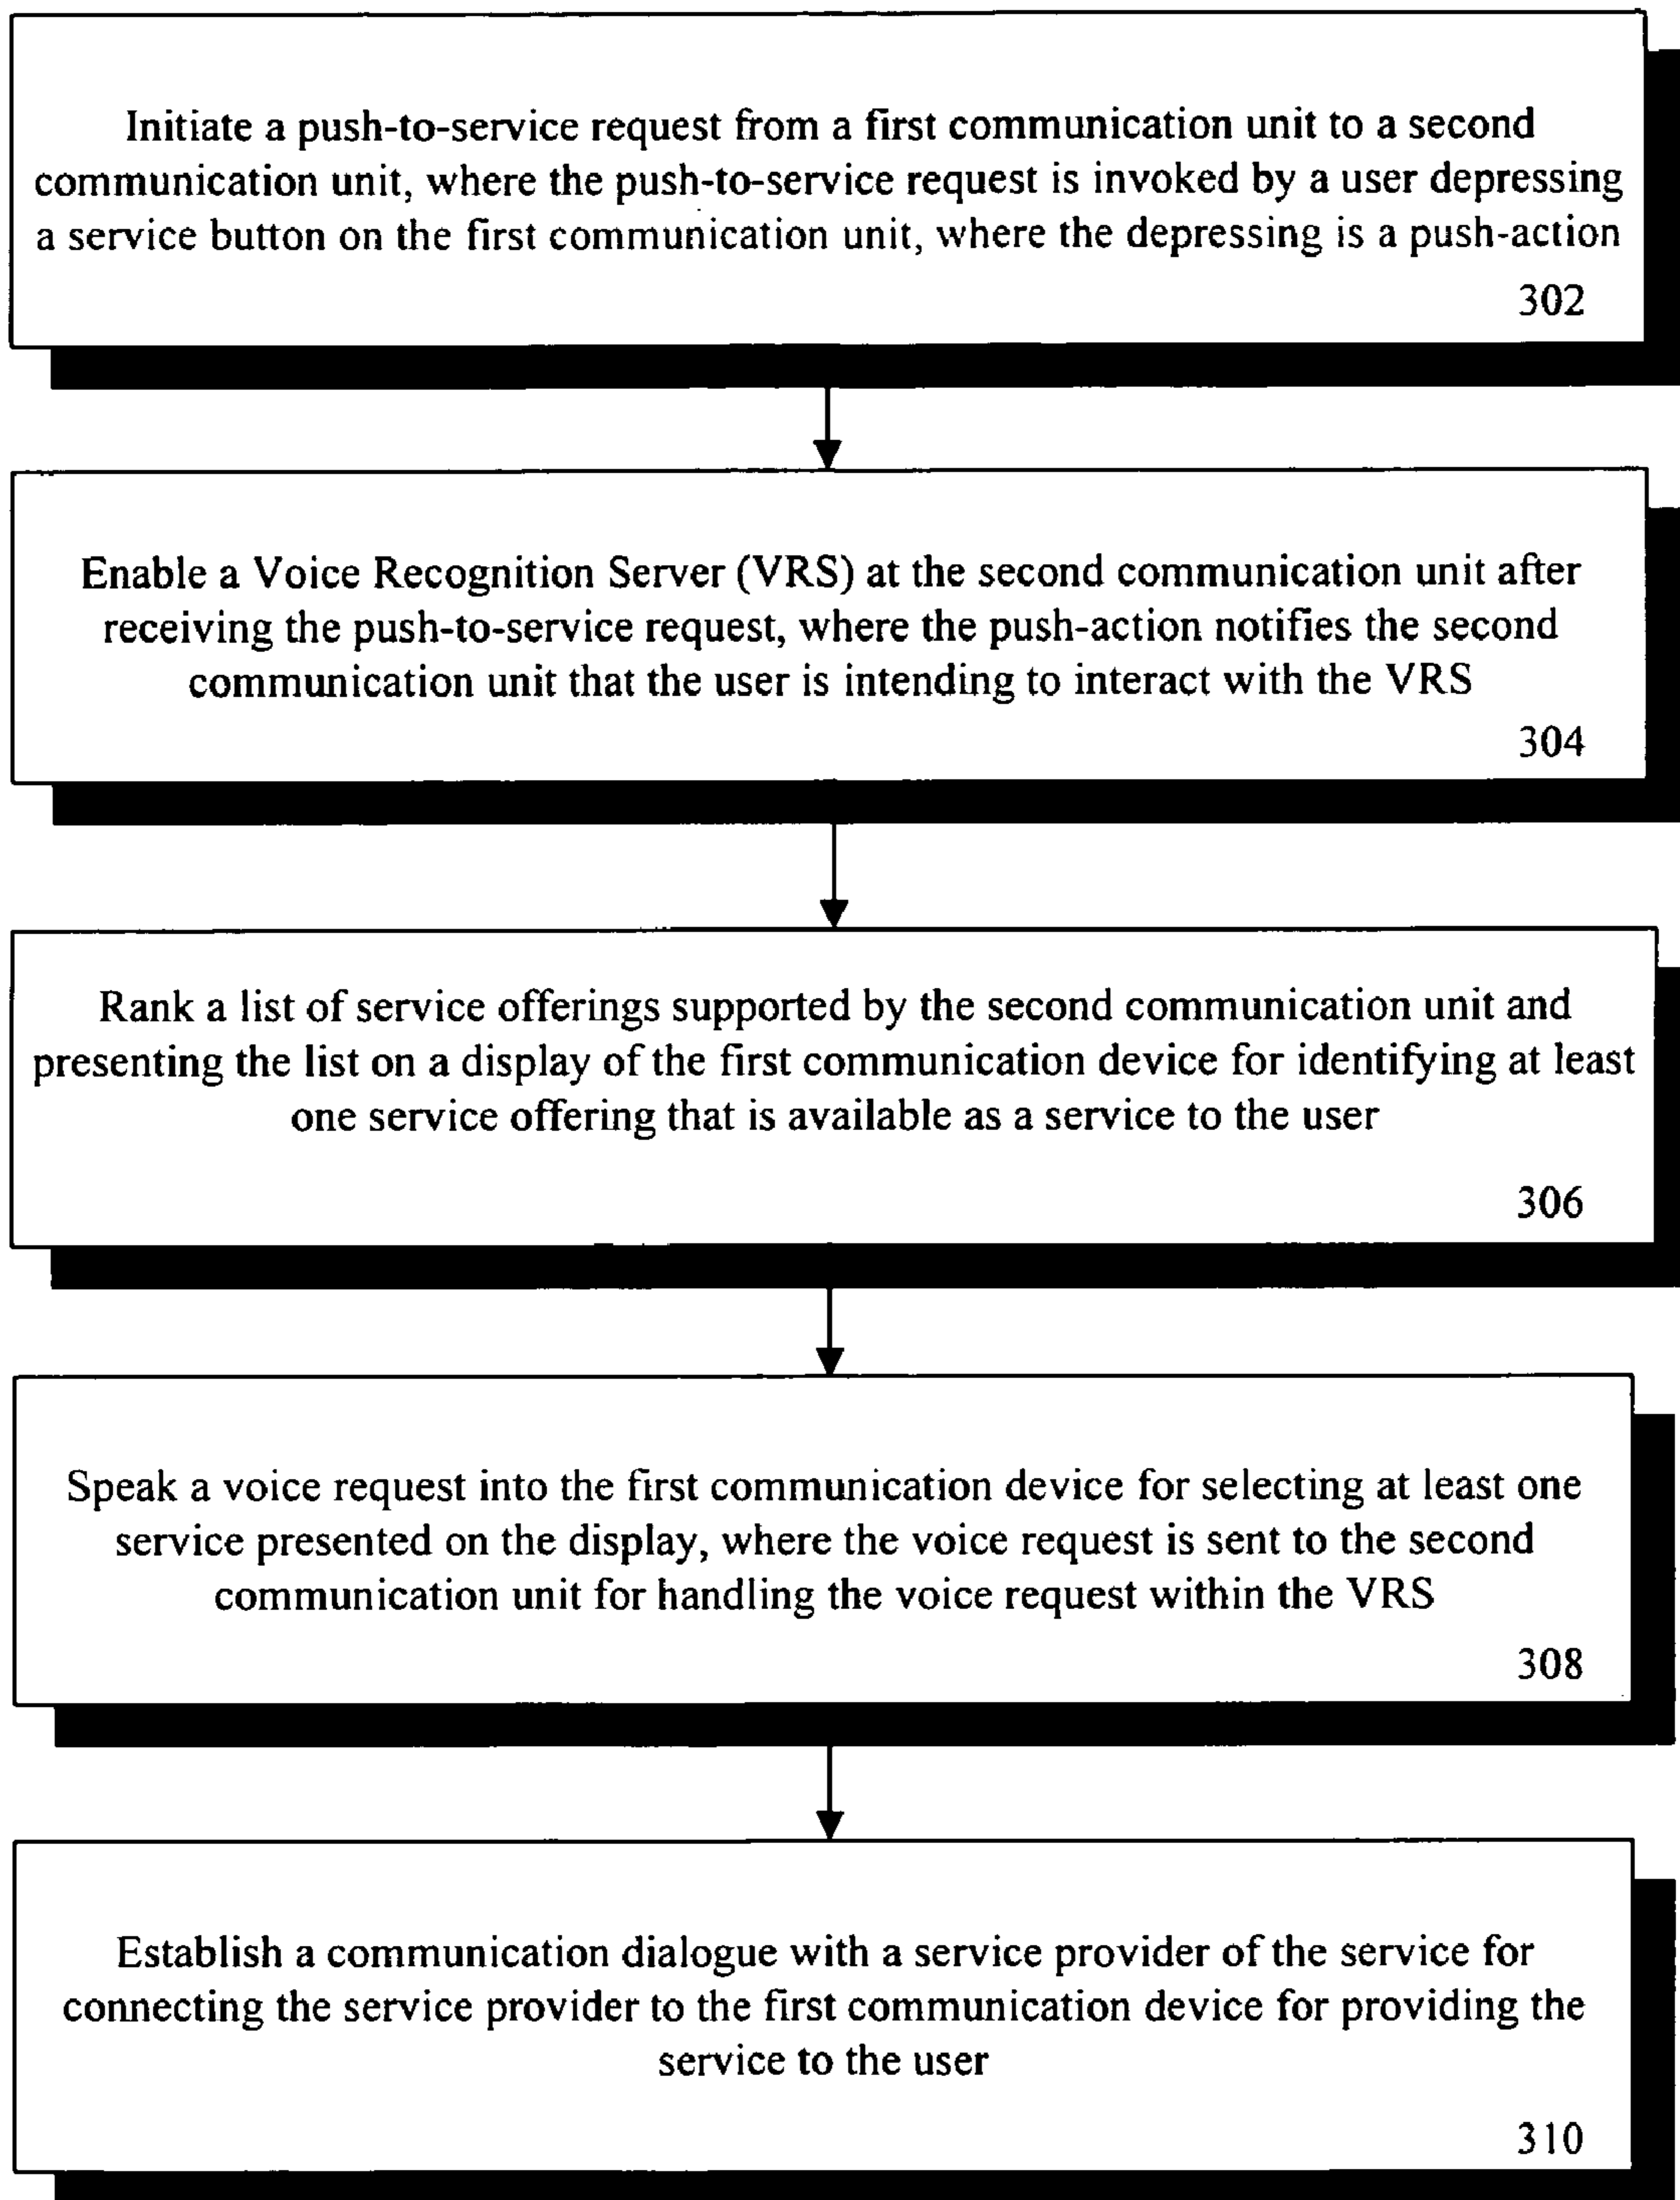 Initiate a push-to-service request from a first communication unit to a second
communication unit, where the push-to-service request is invoked by a user depressing
a service button on the first communication unit, where the depressing is a push-action
302
Enable a Voice Recognition Server (VRS) at the second communication unit after
receiving the push-to-service request, where the push-action notifies the second
communication unit that the user is intending to interact with the VRS
304
Rank a list of service offerings supported by the second communication unit and
presenting the list on a display of the first communication device for identifying at least
one service offering that is available as a service to the user
306
Speak a voice request into the first communication device for selecting at least one
service presented on the display, where the voice request is sent to the second
communication unit for handling the voice request within the VRS
308
Establish a communication dialogue with a service provider of the service for
connecting the service provider to the first communication device for providing the
service to the user
310